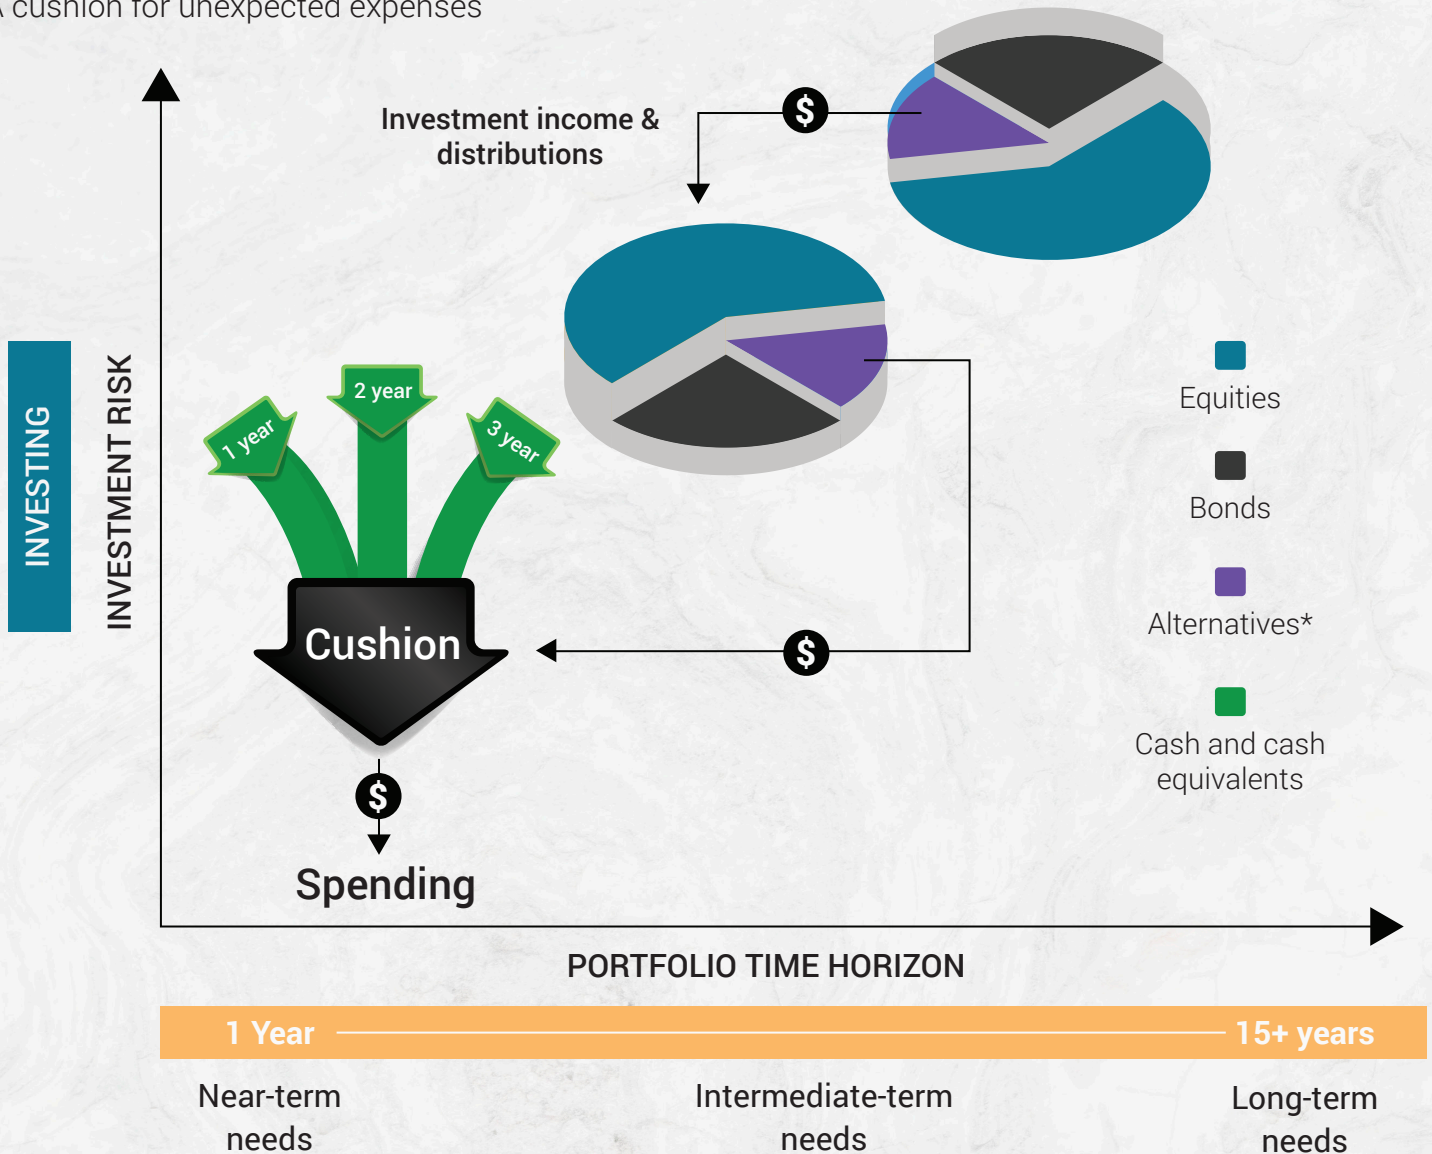 A cushion for unexpected expenses
Investment income &
distributions
$
INVESTING
INVESTMENT RISK
1 year
2 year
3 year
Cushion
$
$
Spending
Equities
Bonds
Alternatives*
Cash and cash
equivalents
PORTFOLIO TIME HORIZON
1 Year
15+ years
Near-term
needs
Intermediate-term
needs
Long-term
needs